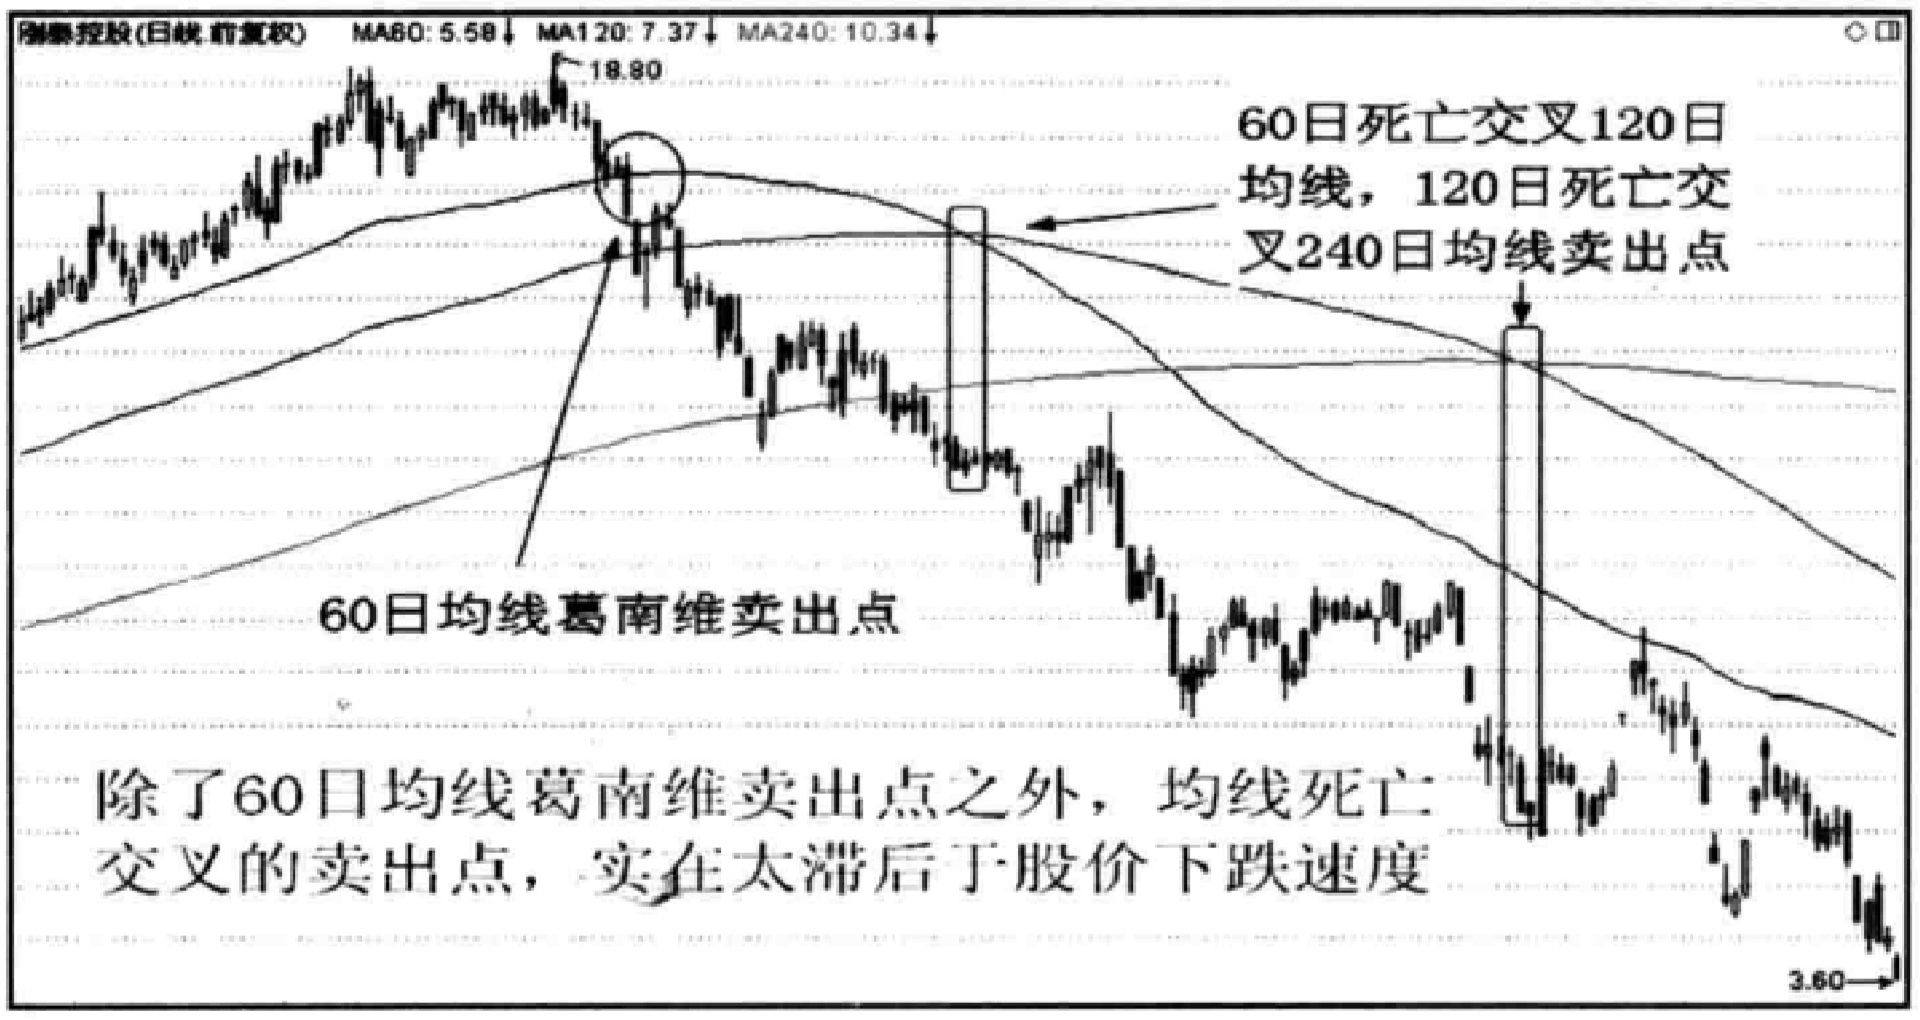 刚泰控股(日线.前复权) MA60: 5.58↓ MA120: 7.37↓ MA240: 10.34↓
18.80
60日死亡交叉120日
均线，120日死亡交
叉240日均线卖出点
60日均线葛南维卖出点
除了60日均线葛南维卖出点之外，均线死亡
交叉的卖出点，实在太滞后于股价下跌速度
3.60